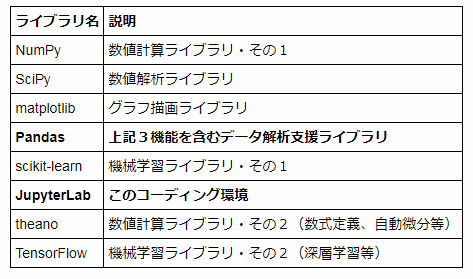 ライブラリ名 説明
NumPy 数値計算ライブラリ・その１
SciPy 数値解析ライブラリ
matplotlib グラフ描画ライブラリ
Pandas 上記３機能を含むデータ解析支援ライブラリ
scikit-learn 機械学習ライブラリ・その１
JupyterLab このコーディング環境
theano 数値計算ライブラリ・その２（数式定義、自動微分等）
TensorFlow 機械学習ライブラリ・その２（深層学習等）